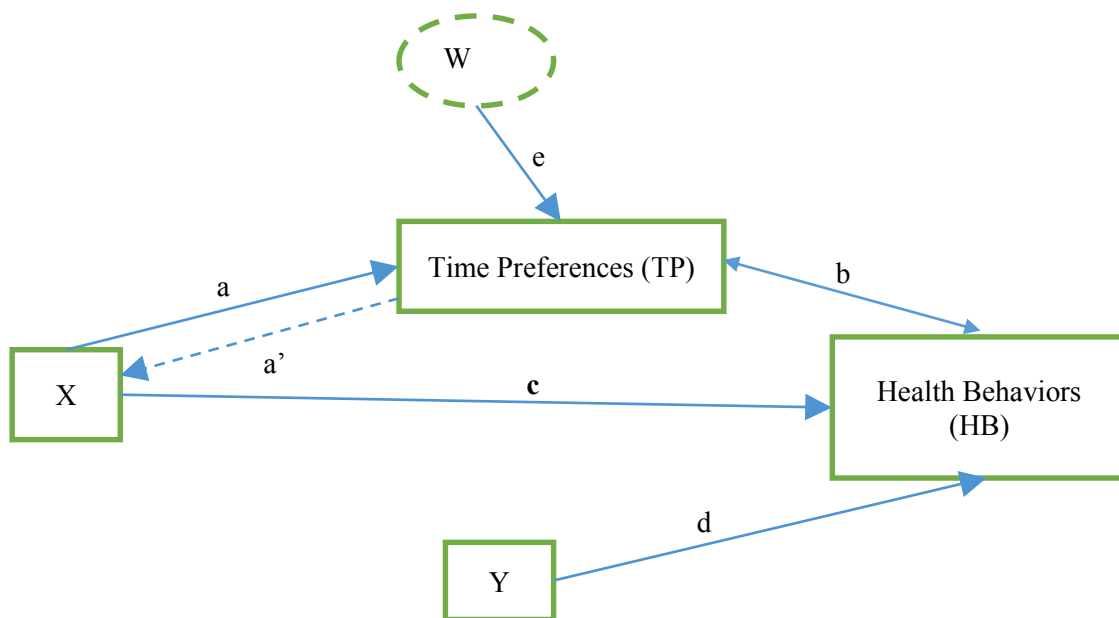 W
e
Time Preferences (TP)
a
b
a’
X
c
Health Behaviors
(HB)
d
Y